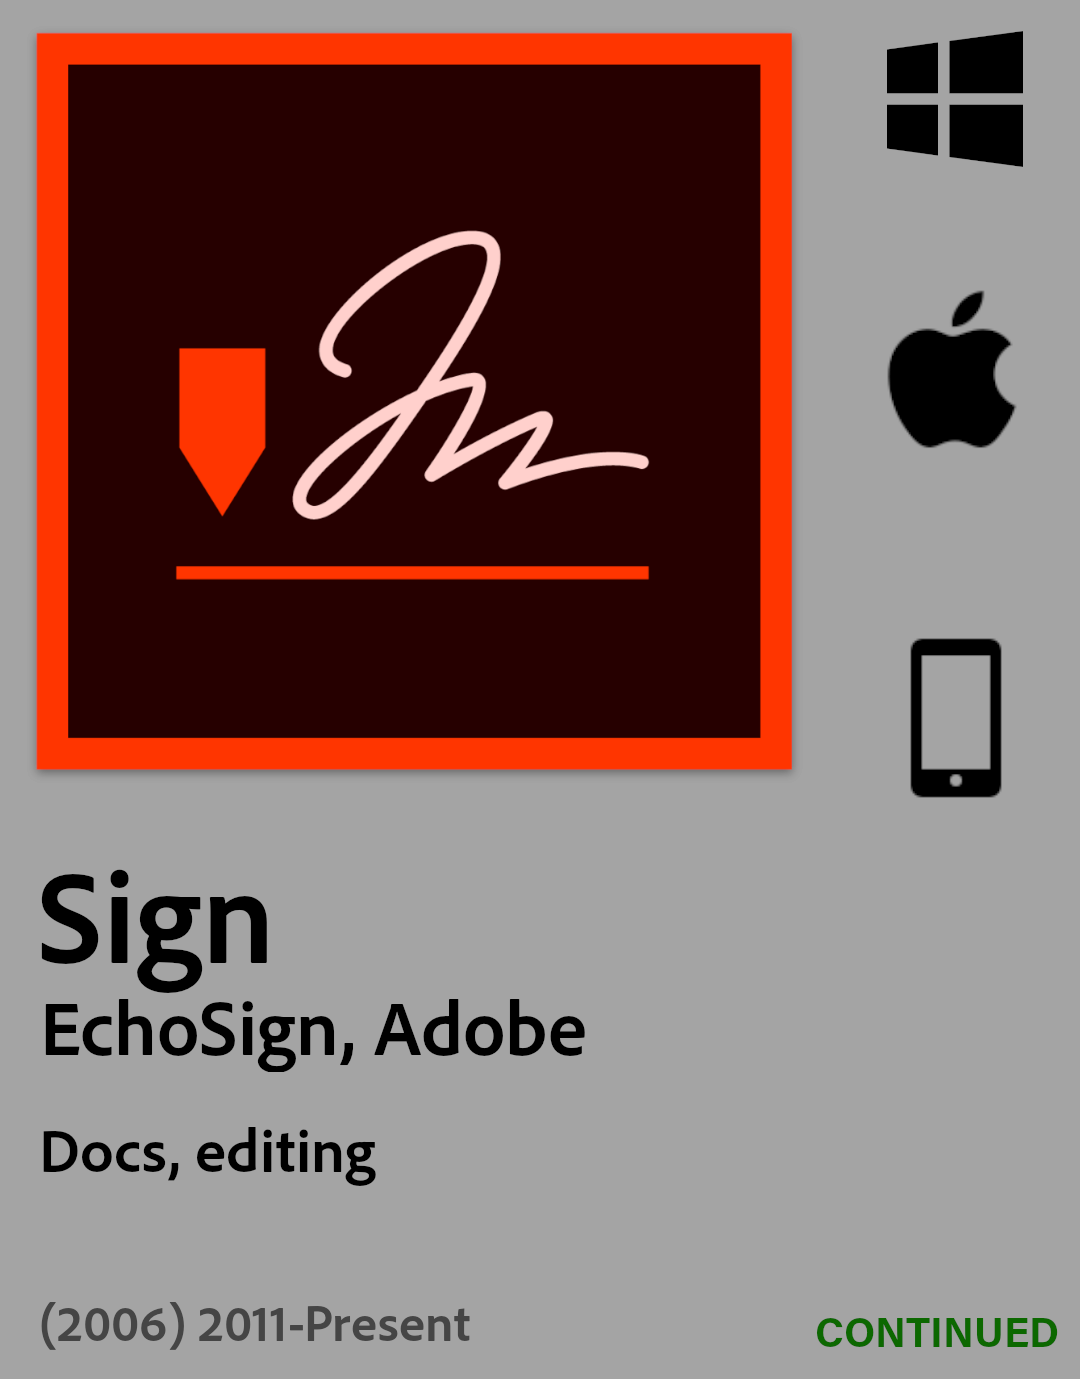 Sign
EchoSign, Adobe
Docs, editing
(2006) 2011-Present
CONTINUED